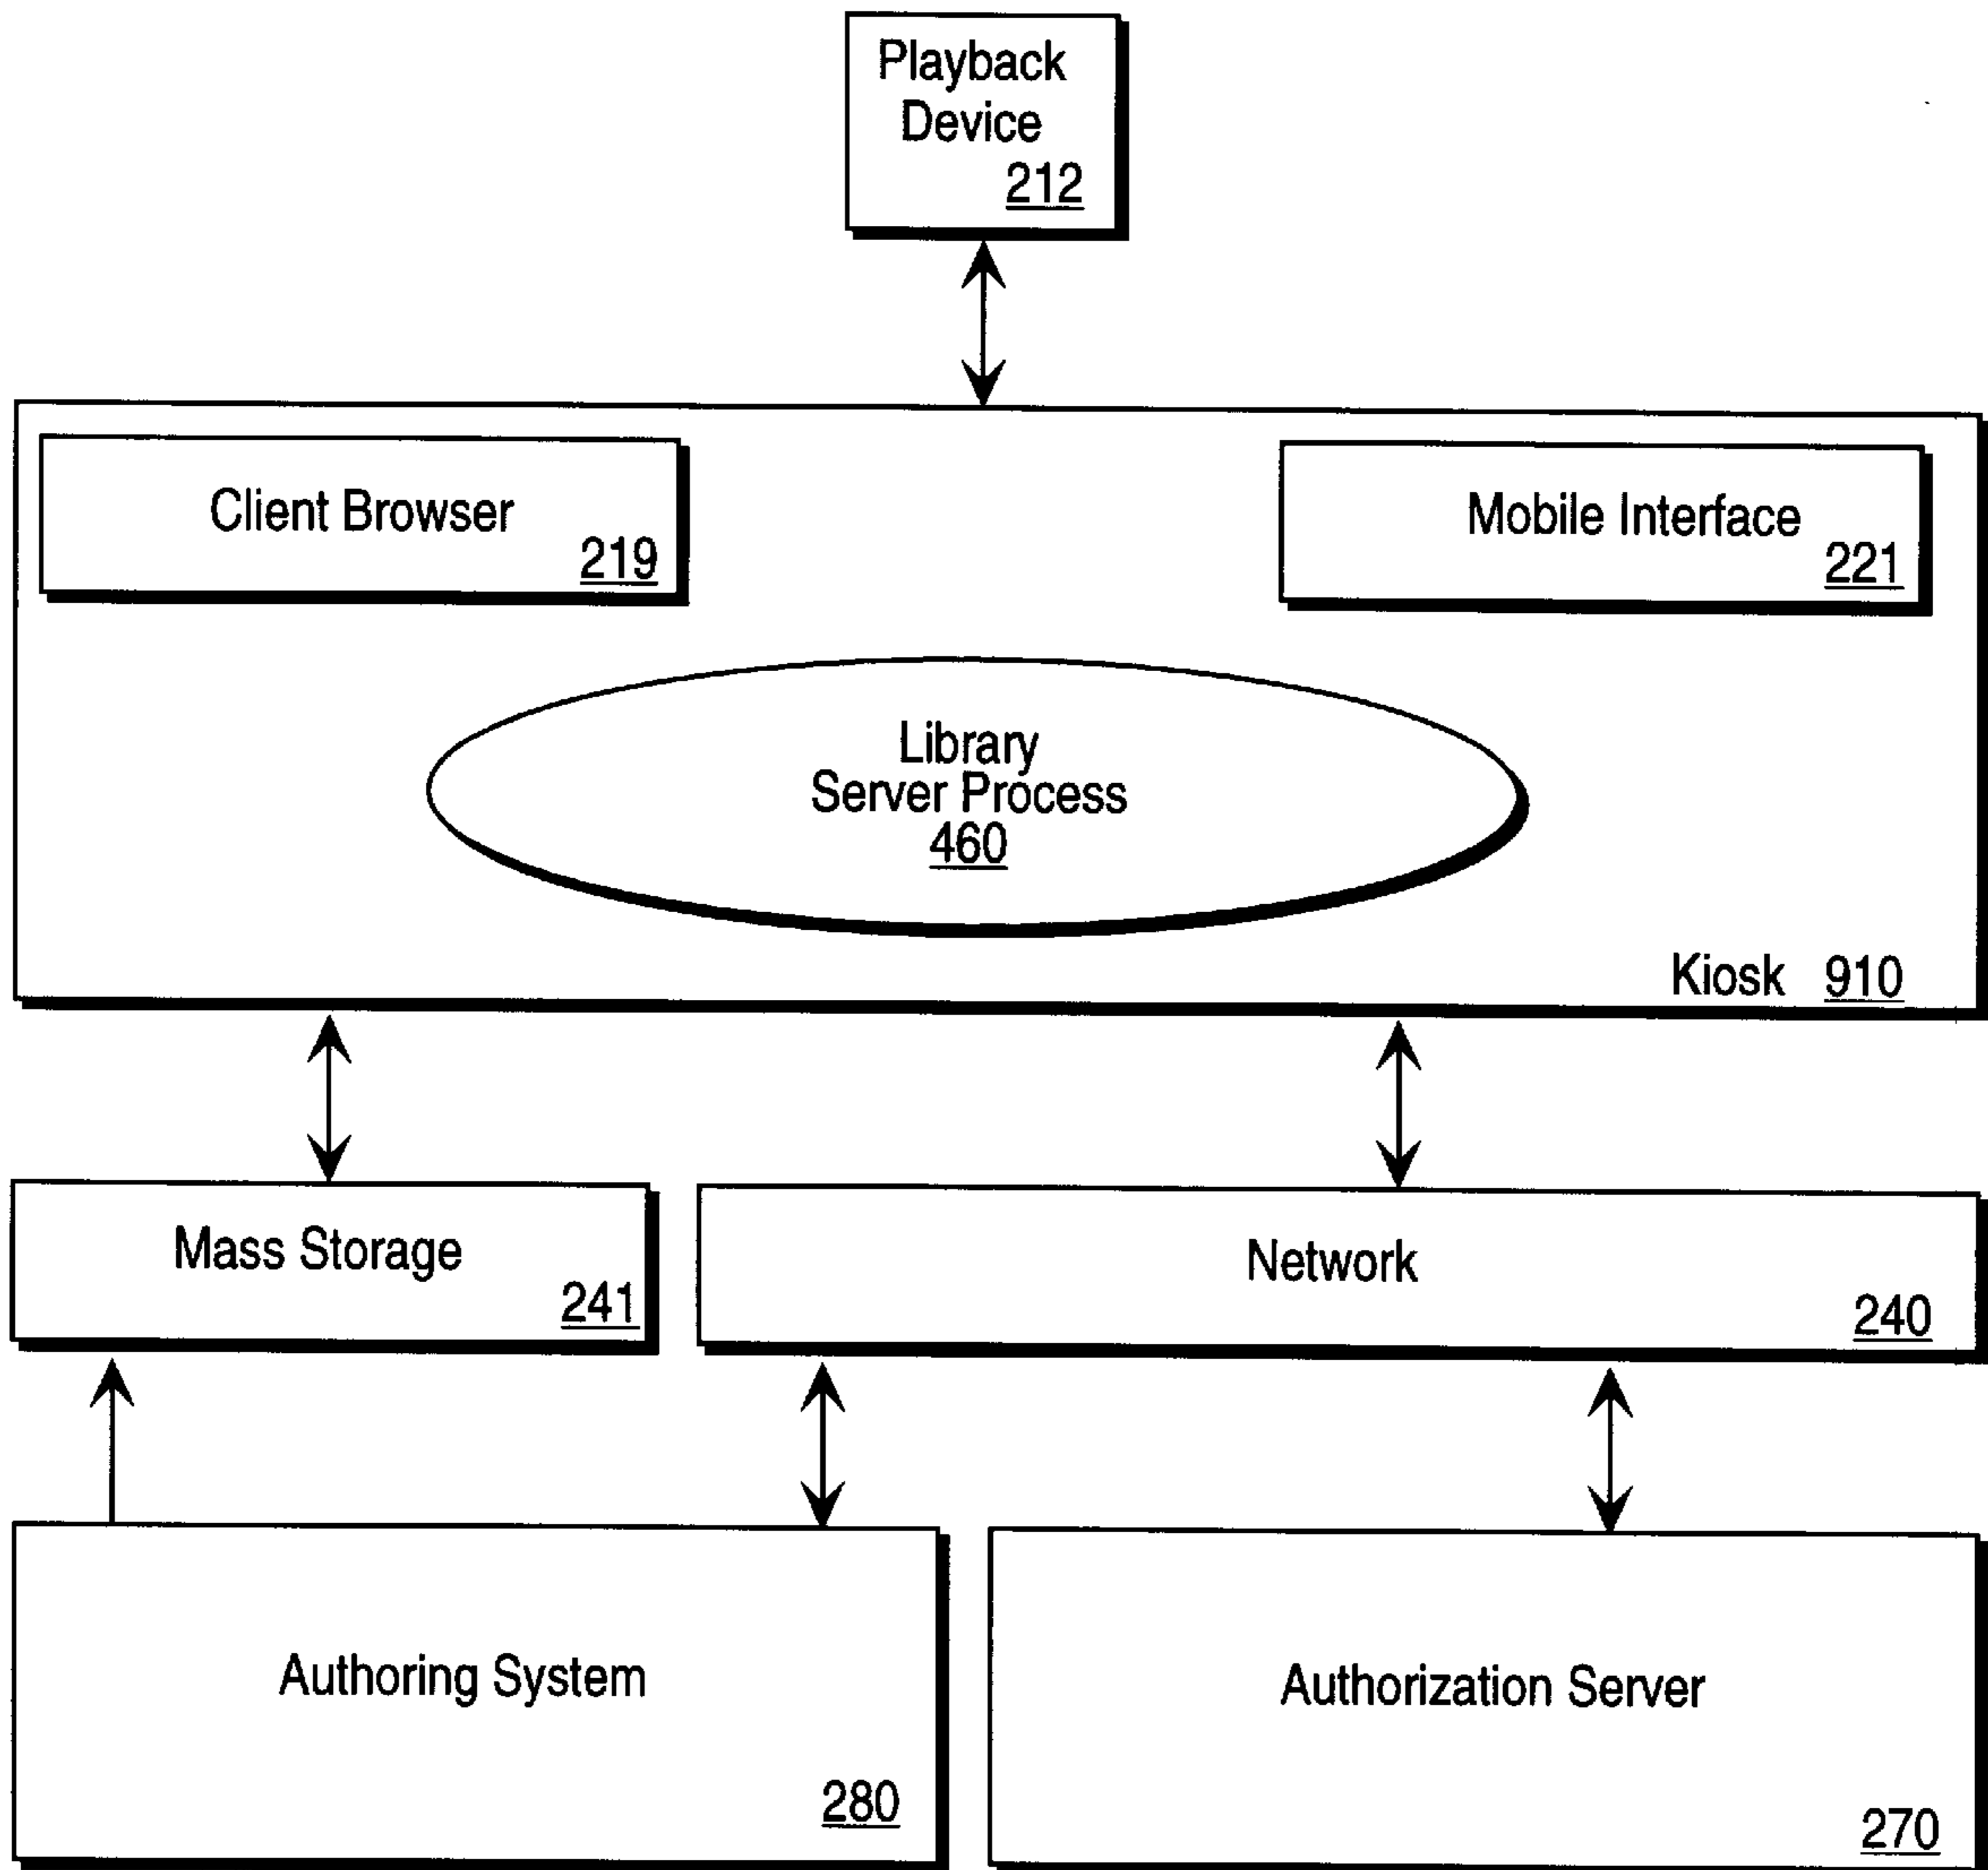 Playback
Device
212
Client Browser
219
Mobile Interface
221
Library
Server Process
460
Kiosk 910
Mass Storage
241
Network
240
Authoring System
280
Authorization Server
270